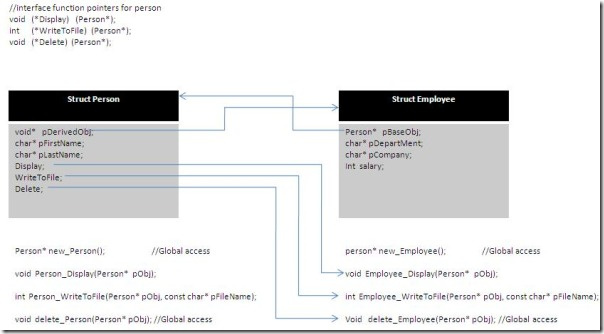 //interface function pointers for person
void (*Display) (Person*);
int (*WriteToFile) (Person*);
void (*Delete) (Person*);
Struct Person
void* pDerivedObj;
char* pFirstName;
char* pLastName;
Display;
WriteToFile;
Delete;
Struct Employee
Person* pBaseObj;
char* pDepartMent;
char* pCompany;
Int salary;
Person* new_Person(); //Global access
void Person_Display(Person* pObj);
int Person_WriteToFile(Person* pObj, const char* pFileName);
void delete_Person(Person* pObj); //Global access
person* new_Employee(); //Global access
void Employee_Display(Person* pObj);
int Employee_WriteToFile(Person* pObj, const char* pFileName);
Void delete_Employee(Person* pObj); //Global access